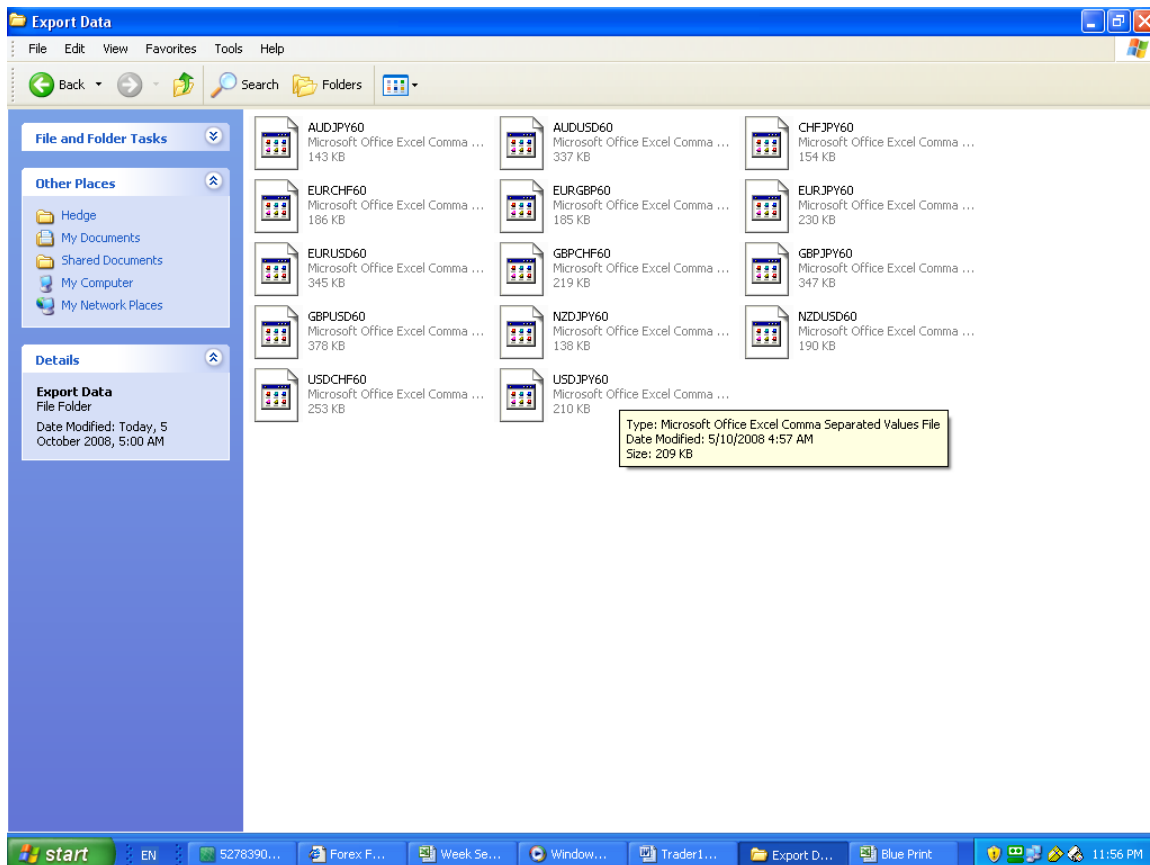 Export Data
File Edit View Favorites Tools Help
Back Search Folders
File and Folder Tasks
Other Places
Hedge
My Documents
Shared Documents
My Computer
My Network Places
Details
Export Data
File Folder
Date Modified: Today, 5
October 2008, 5:00 AM
AUDJPY60
Microsoft Office Excel Comma ...
143 KB
AUDUSD60
Microsoft Office Excel Comma ...
337 KB
CHFJPY60
Microsoft Office Excel Comma ...
154 KB
EURCHF60
Microsoft Office Excel Comma ...
186 KB
EURGBP60
Microsoft Office Excel Comma ...
185 KB
EURJPY60
Microsoft Office Excel Comma ...
230 KB
EURUSD60
Microsoft Office Excel Comma ...
345 KB
GBPCHF60
Microsoft Office Excel Comma ...
219 KB
GBPJPY60
Microsoft Office Excel Comma ...
347 KB
GBPUSD60
Microsoft Office Excel Comma ...
378 KB
NZDJPY60
Microsoft Office Excel Comma ...
138 KB
NZDUSD60
Microsoft Office Excel Comma ...
190 KB
USDCHF60
Microsoft Office Excel Comma ...
253 KB
USDJPY60
Microsoft Office Excel Comma ...
210 KB
Type: Microsoft Office Excel Comma Separated Values File
Date Modified: 5/10/2008 4:57 AM
Size: 209 KB
start EN 5278390... Forex F... Week Se... Window... Trader1... Export D... Blue Print 11:56 PM